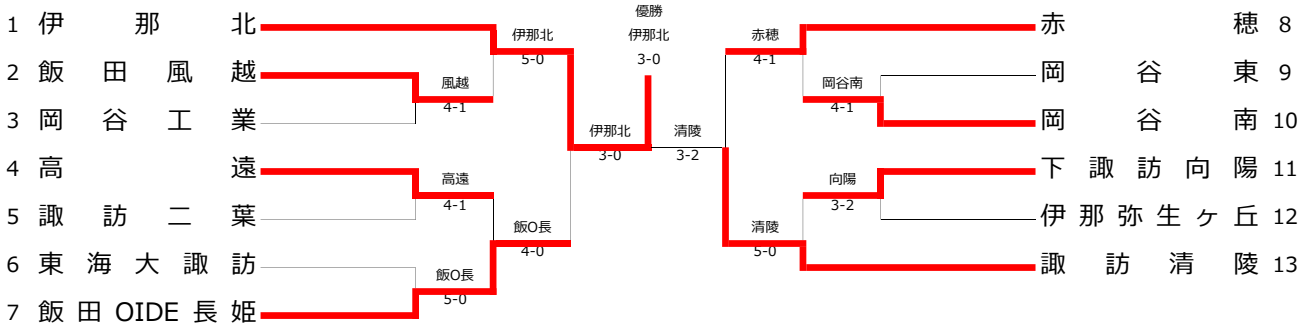 優勝
1 伊那北 伊那北 伊那北 赤穂 赤穂 8
5-0 3-0 4-1
2 飯田風越 風越 岡谷南 岡谷東 9
4-1 4-1
3 岡谷工業 岡谷南 10
伊那北 清陵
3-0 3-2
4 高遠 高遠 向陽 下諏訪向陽 11
4-1 3-2
5 諏訪二葉 飯O長 清陵 伊那弥生ヶ丘 12
4-0 5-0
6 東海大諏訪 飯O長 諏訪清陵 13
5-0
7 飯田OIDE長姫